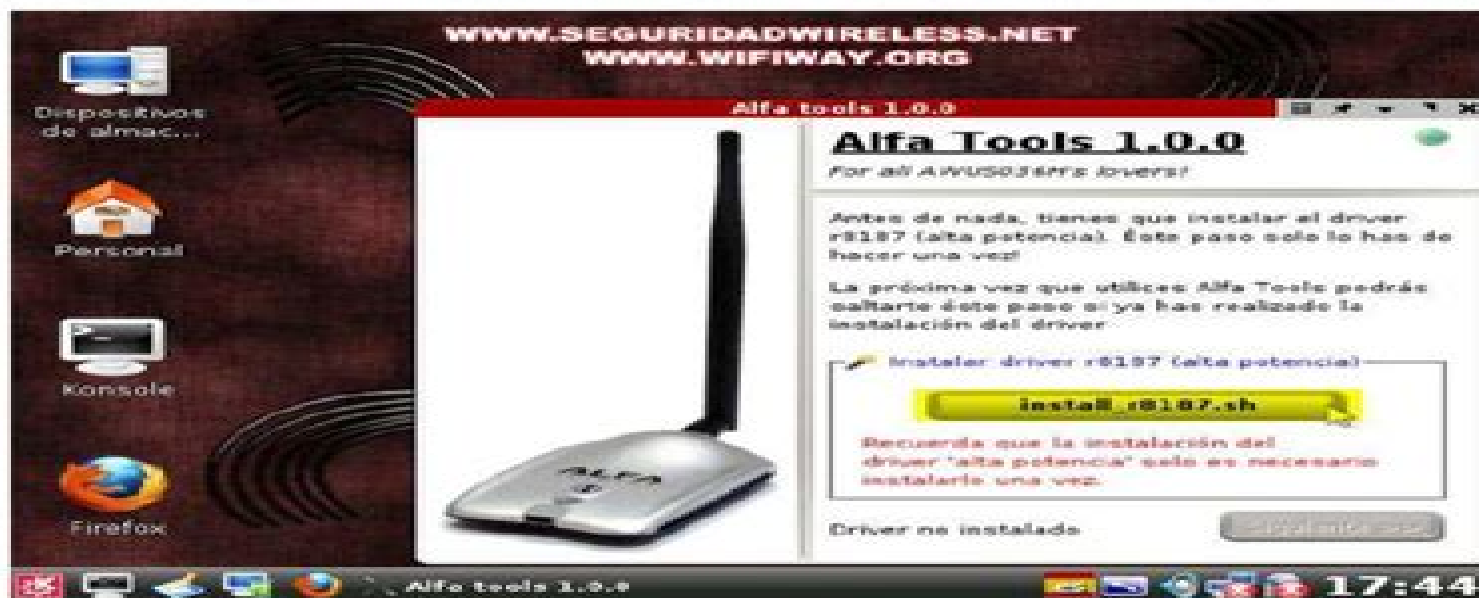 WWW.SEGURIDADWIRELESS.NET
WWW.WIFIWAY.ORG
Dispositivos
de almac...
Personal
Konsole
Firefox
Alfa tools 1.0.0
ALFA
Alfa Tools 1.0.0
For all AWUS036H's lovers!
Antes de nada, tienes que instalar el driver
r8187 (alta potencia). Éste paso solo lo has de
hacer una vez!
La próxima vez que utilices Alfa Tools podrás
saltarte éste paso si ya has realizado la
instalación del driver
Instalar driver r8187 (alta potencia)
install_r8187.sh
Recuerda que la instalación del
driver "alta potencia" solo es necesario
instalarlo una vez.
Driver no instalado
Siguiente
Alfa tools 1.0.0
17:44